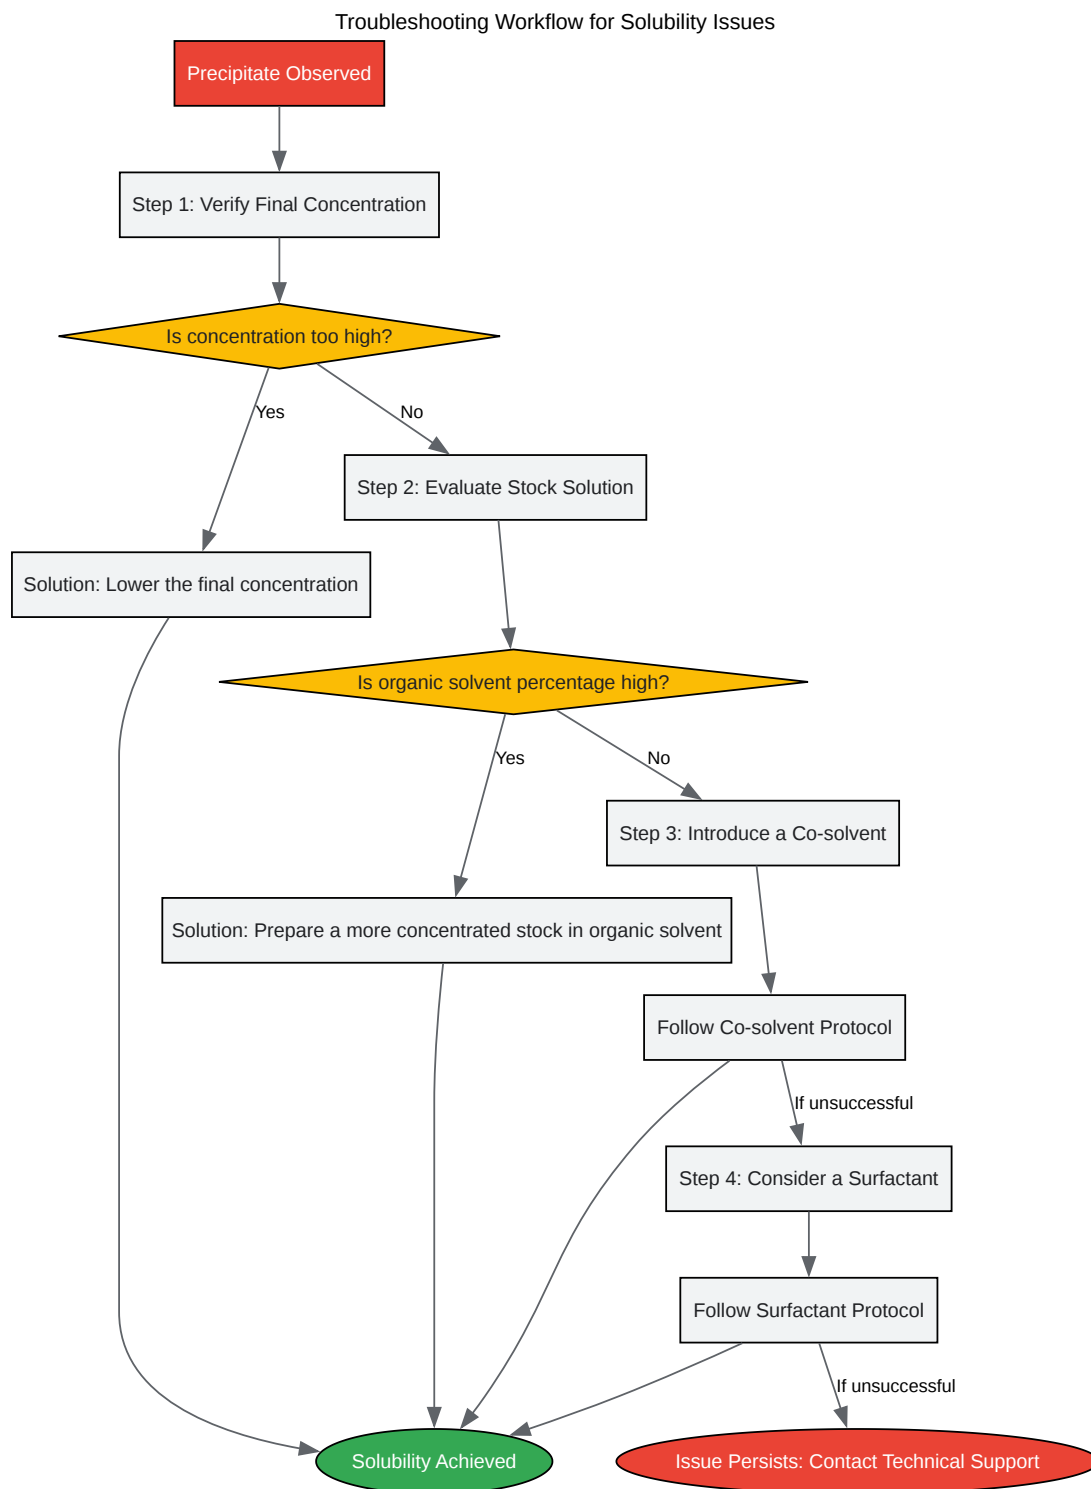 Troubleshooting Workflow for Solubility Issues
Precipitate Observed
Step 1: Verify Final Concentration
Is concentration too high?
Yes
No
Step 2: Evaluate Stock Solution
Solution: Lower the final concentration
Is organic solvent percentage high?
Yes
No
Step 3: Introduce a Co-solvent
Solution: Prepare a more concentrated stock in organic solvent
Follow Co-solvent Protocol
If unsuccessful
Step 4: Consider a Surfactant
Follow Surfactant Protocol
If unsuccessful
Solubility Achieved
Issue Persists: Contact Technical Support